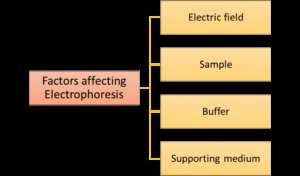 Factors affecting
Electrophoresis
Electric field
Sample
Buffer
Supporting medium